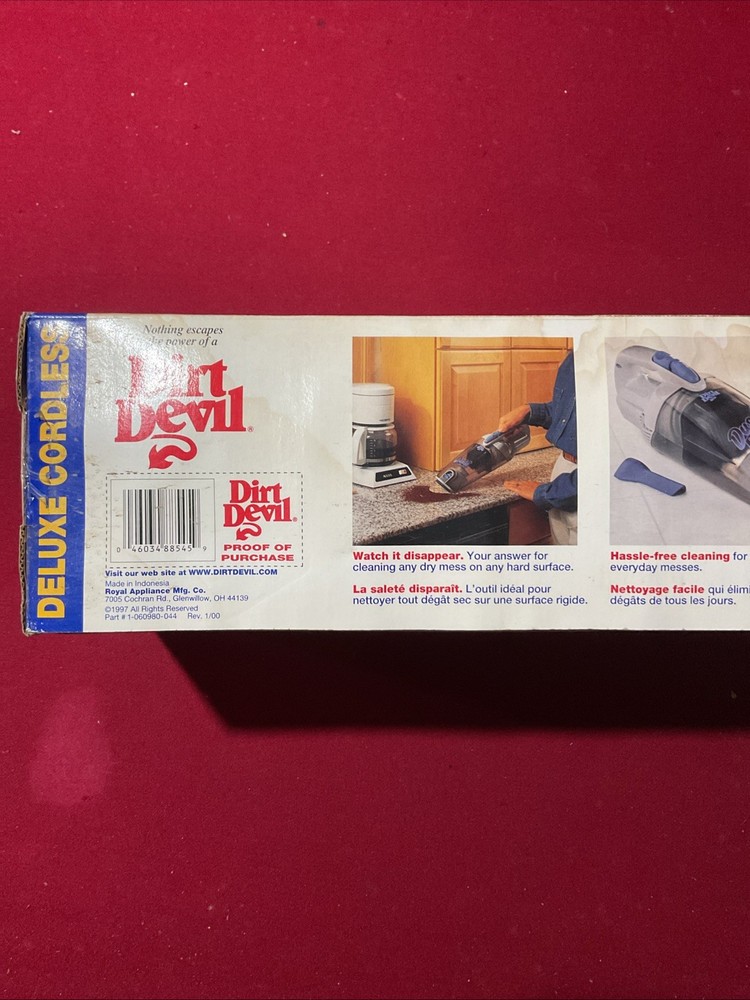 DELUXE CORDLESS
Nothing escapes
the power of a
Dirt
Devil®
0 46034 88545 9
Dirt
Devil®
PROOF OF
PURCHASE
Visit our web site at WWW.DIRTDEVIL.COM
Made in Indonesia
Royal Appliance Mfg. Co.
7005 Cochran Rd., Glenwillow, OH 44139
©1997 All Rights Reserved
Part # 1-060980-044 Rev. 1/00
Watch it disappear. Your answer for
cleaning any dry mess on any hard surface.
La saleté disparaît. L'outil idéal pour
nettoyer tout dégât sec sur une surface rigide.
Hassle-free cleaning for
everyday messes.
Nettoyage facile qui élimi
dégâts de tous les jours.